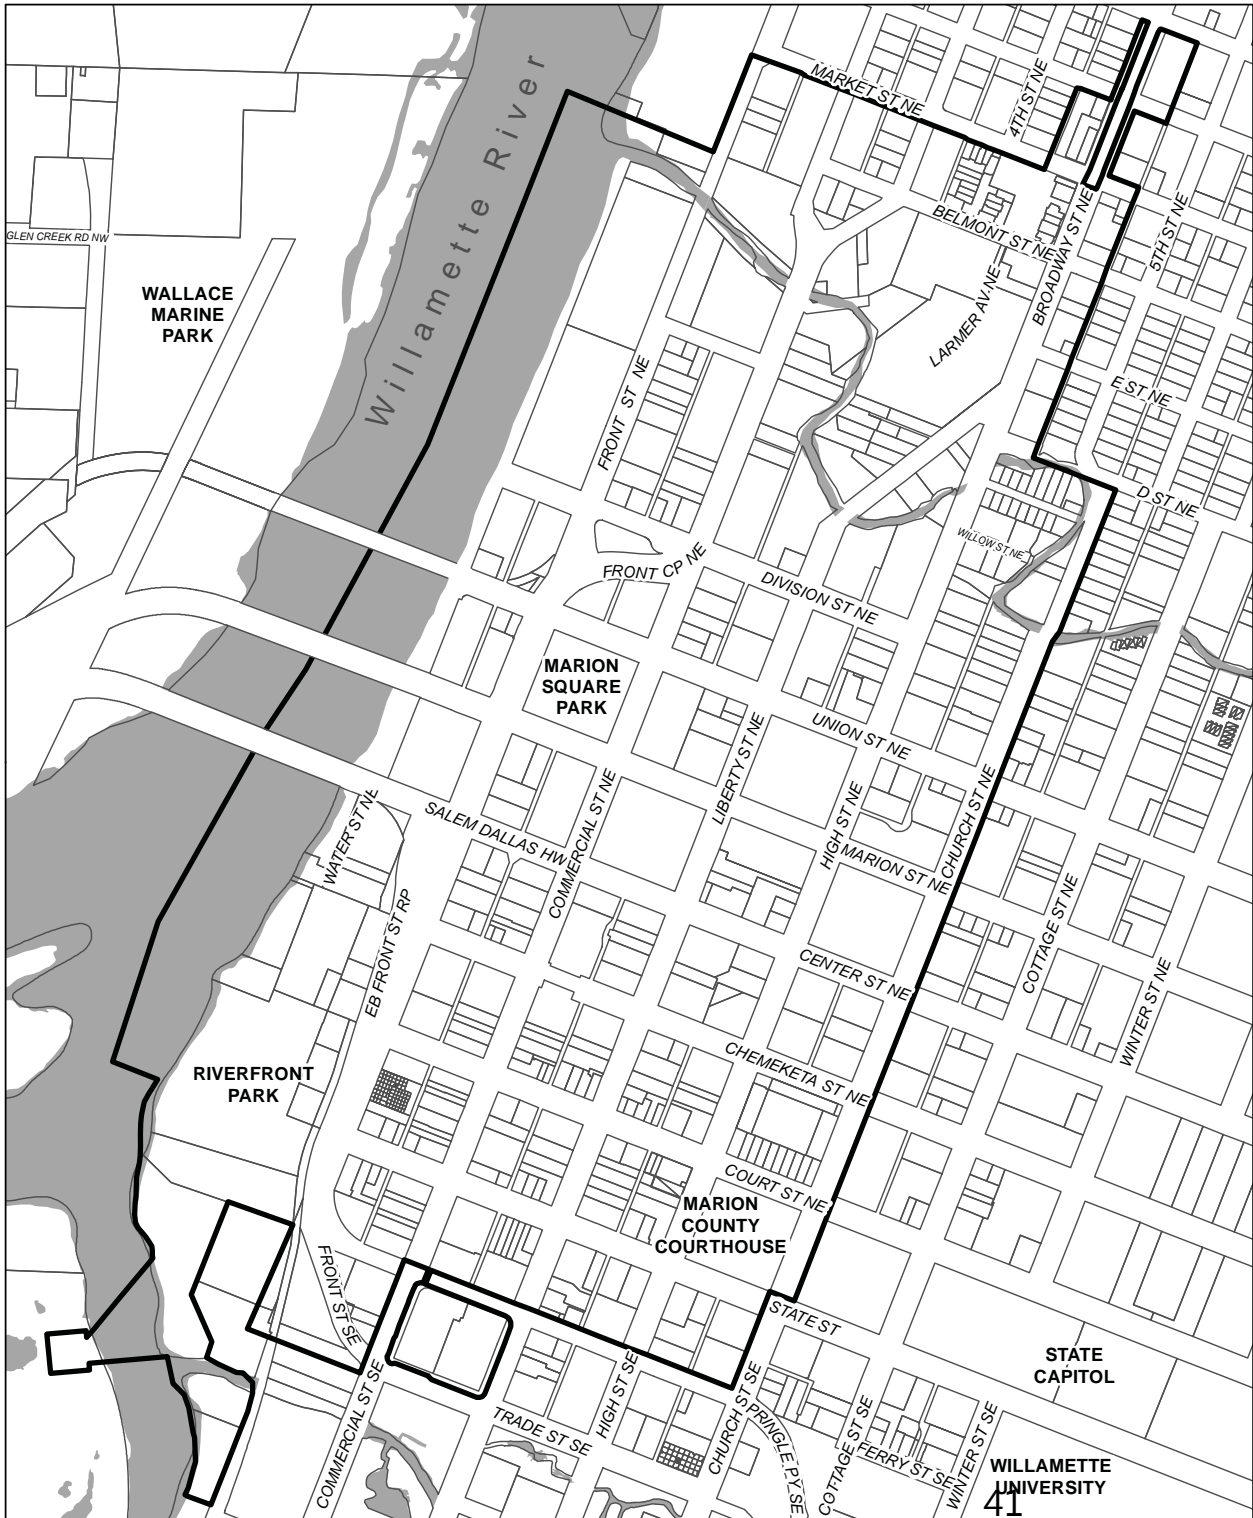 Willamette River
MARKET ST NE
4TH ST NE
BELMONT ST NE
BROADWAY ST NE
5TH ST NE
GLEN CREEK RD NW
WALLACE
MARINE
PARK
LARMER AV NE
FRONT ST NE
E ST NE
D ST NE
WILLOW ST NE
FRONT CP NE
DIVISION ST NE
MARION
SQUARE
PARK
UNION ST NE
LIBERTY ST NE
WATER ST NE
SALEM DALLAS HW
COMMERCIAL ST NE
HIGH ST NE
MARION ST NE
CHURCH ST NE
COTTAGE ST NE
EB FRONT ST RP
CENTER ST NE
WINTER ST NE
CHEMEKETA ST NE
RIVERFRONT
PARK
COURT ST NE
MARION
COUNTY
COURTHOUSE
FRONT ST SE
STATE ST
STATE
CAPITOL
COMMERCIAL ST SE
TRADE ST SE
HIGH ST SE
CHURCH ST SE
PRINGLE PY SE
COTTAGE ST SE
FERRY ST SE
WINTER ST SE
WILLAMETTE
UNIVERSITY
41